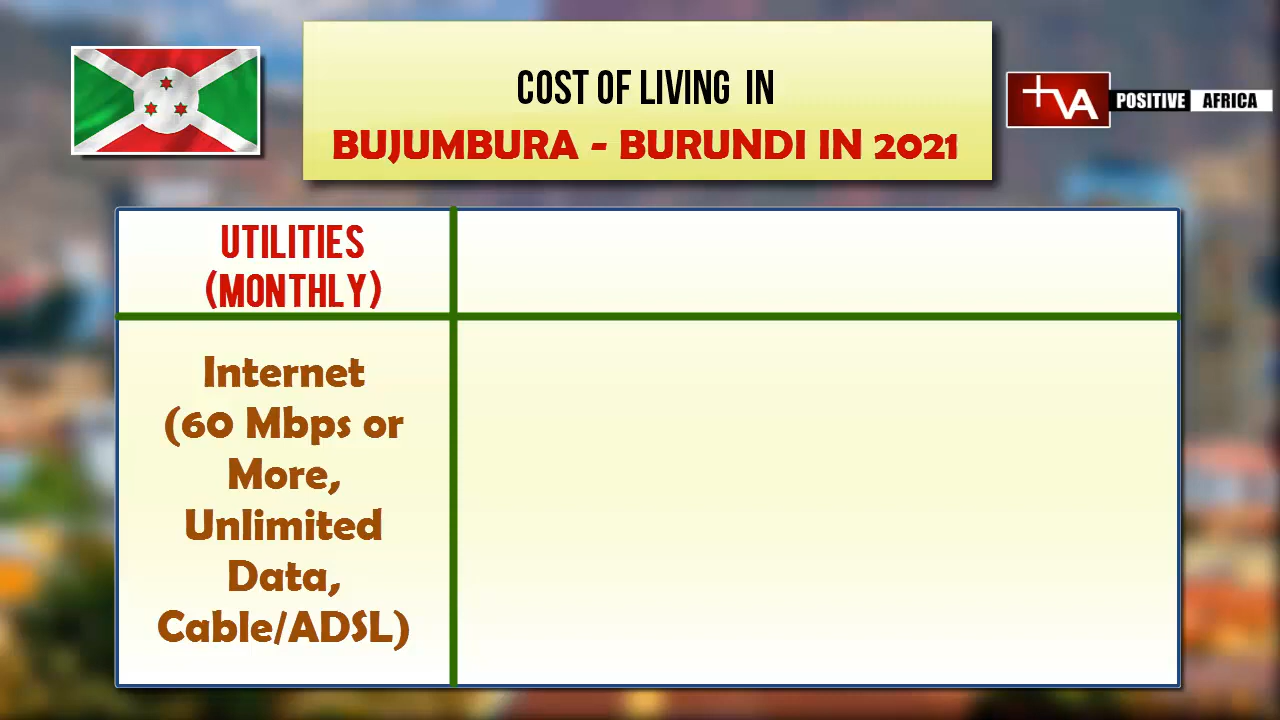 COST OF LIVING IN
BUJUMBURA - BURUNDI IN 2021
+VA POSITIVE AFRICA
UTILITIES
(MONTHLY)
Internet
(60 Mbps or
More,
Unlimited
Data,
Cable/ADSL)